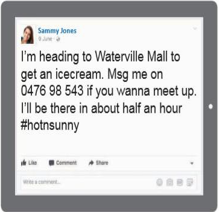 Sammy Jones
8 June
I'm heading to Waterville Mall to
get an icecream. Msg me on
0476 98 543 if you wanna meet up.
I'll be there in about half an hour
#hotnsunny
Like Comment Share
Write a comment...